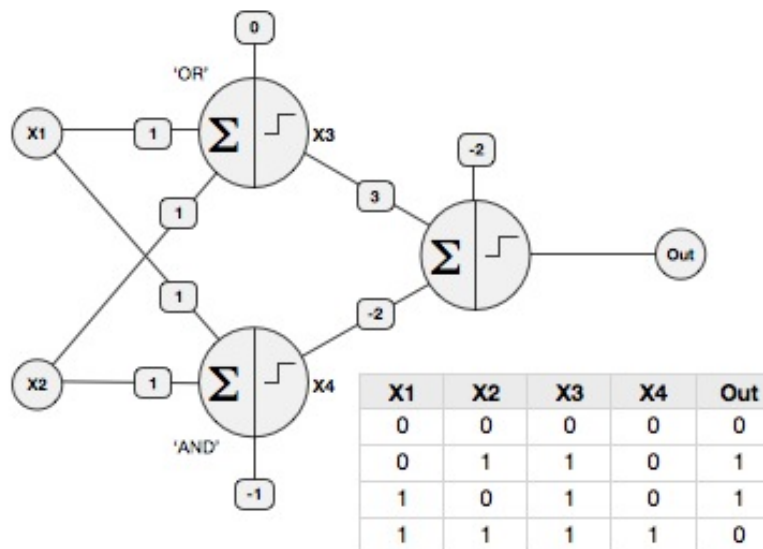 0
'OR'
X1
1
Σ
X3
-2
1
3
Σ
Out
1
-2
X2
1
Σ
X4
'AND'
-1
X1 X2 X3 X4 Out
0 0 0 0 0
0 1 1 0 1
1 0 1 0 1
1 1 1 1 0